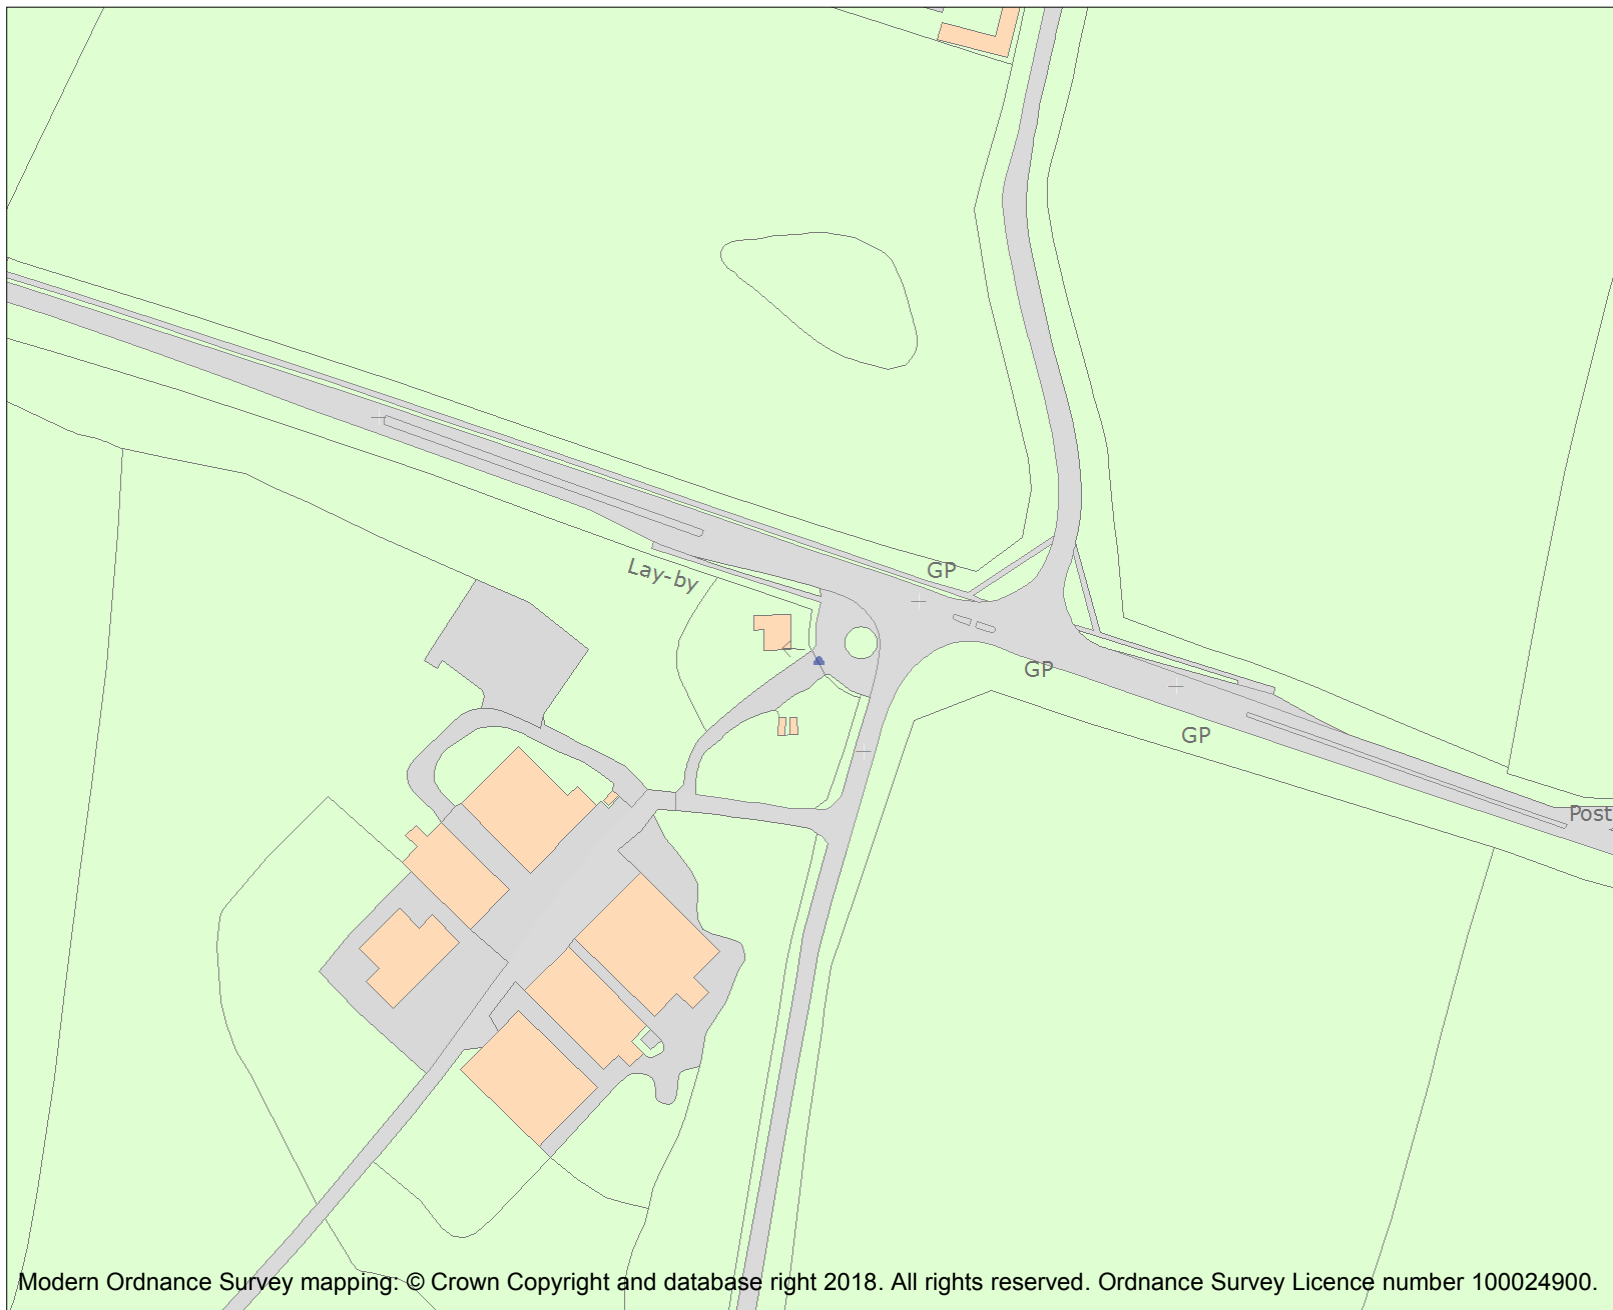 GP
Lay-by
GP
GP
Post
Modern Ordnance Survey mapping: © Crown Copyright and database right 2018. All rights reserved. Ordnance Survey Licence number 100024900.